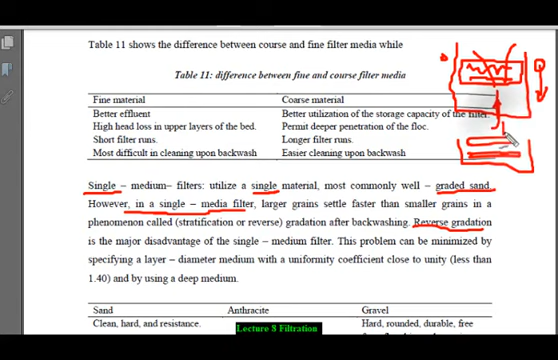 Table 11 shows the difference between course and fine filter media while
Table 11: difference between fine and course filter media
Fine material Coarse material
Better effluent Better utilization of the storage capacity of the filter.
High head loss in upper layers of the bed. Permit deeper penetration of the floc.
Short filter runs. Longer filter runs.
Most difficult in cleaning upon backwash Easier cleaning upon backwash
Single – medium– filters: utilize a single material, most commonly well – graded sand.
However, in a single – media filter, larger grains settle faster than smaller grains in a
phenomenon called (stratification or reverse) gradation after backwashing. Reverse gradation
is the major disadvantage of the single – medium filter. This problem can be minimized by
specifying a layer – diameter medium with a uniformity coefficient close to unity (less than
1.40) and by using a deep medium.
Sand Anthracite Gravel
Clean, hard, and resistance. Hard, rounded, durable, free
Lecture 8 Filtration